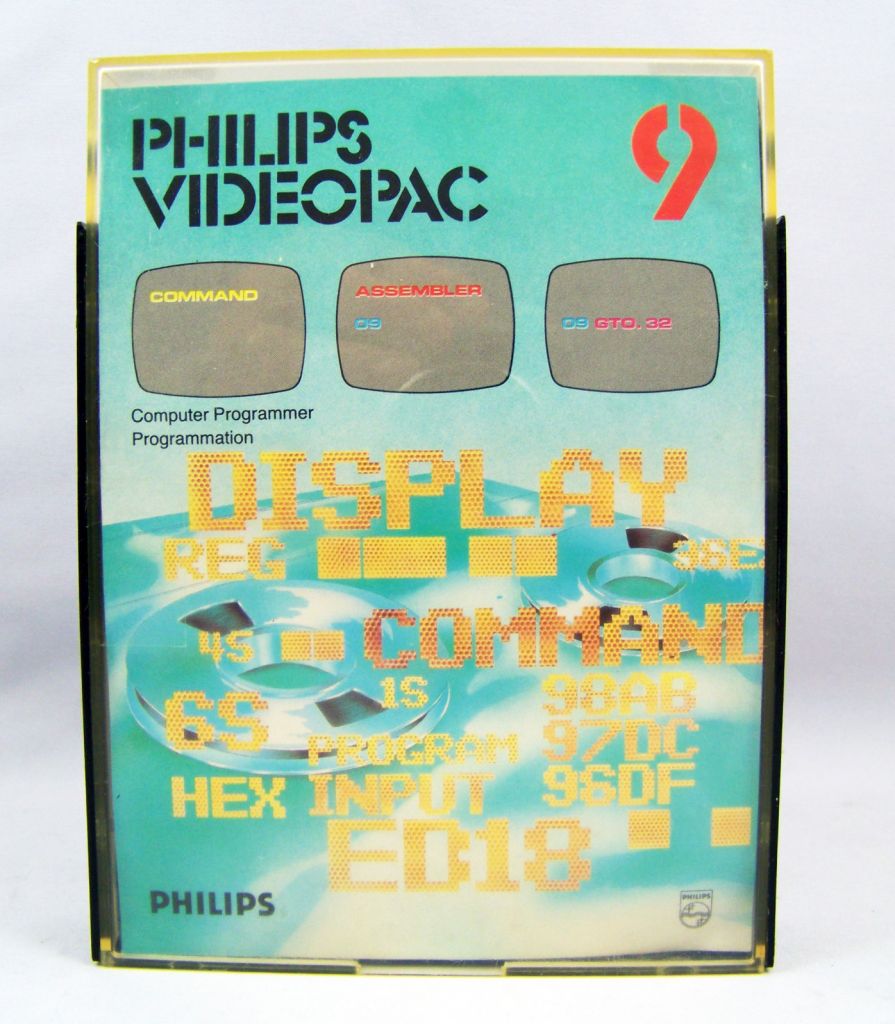 PHILIPS
VIDEOPAC
9
COMMAND
ASSEMBLER
09
09 GTO. 32
Computer Programmer
Programmation
DISPLAY
REG
4S
COMMAND
6S
1S
98AB
PROGRAM
97DC
HEX INPUT
96DF
ED18
PHILIPS
PHILIPS